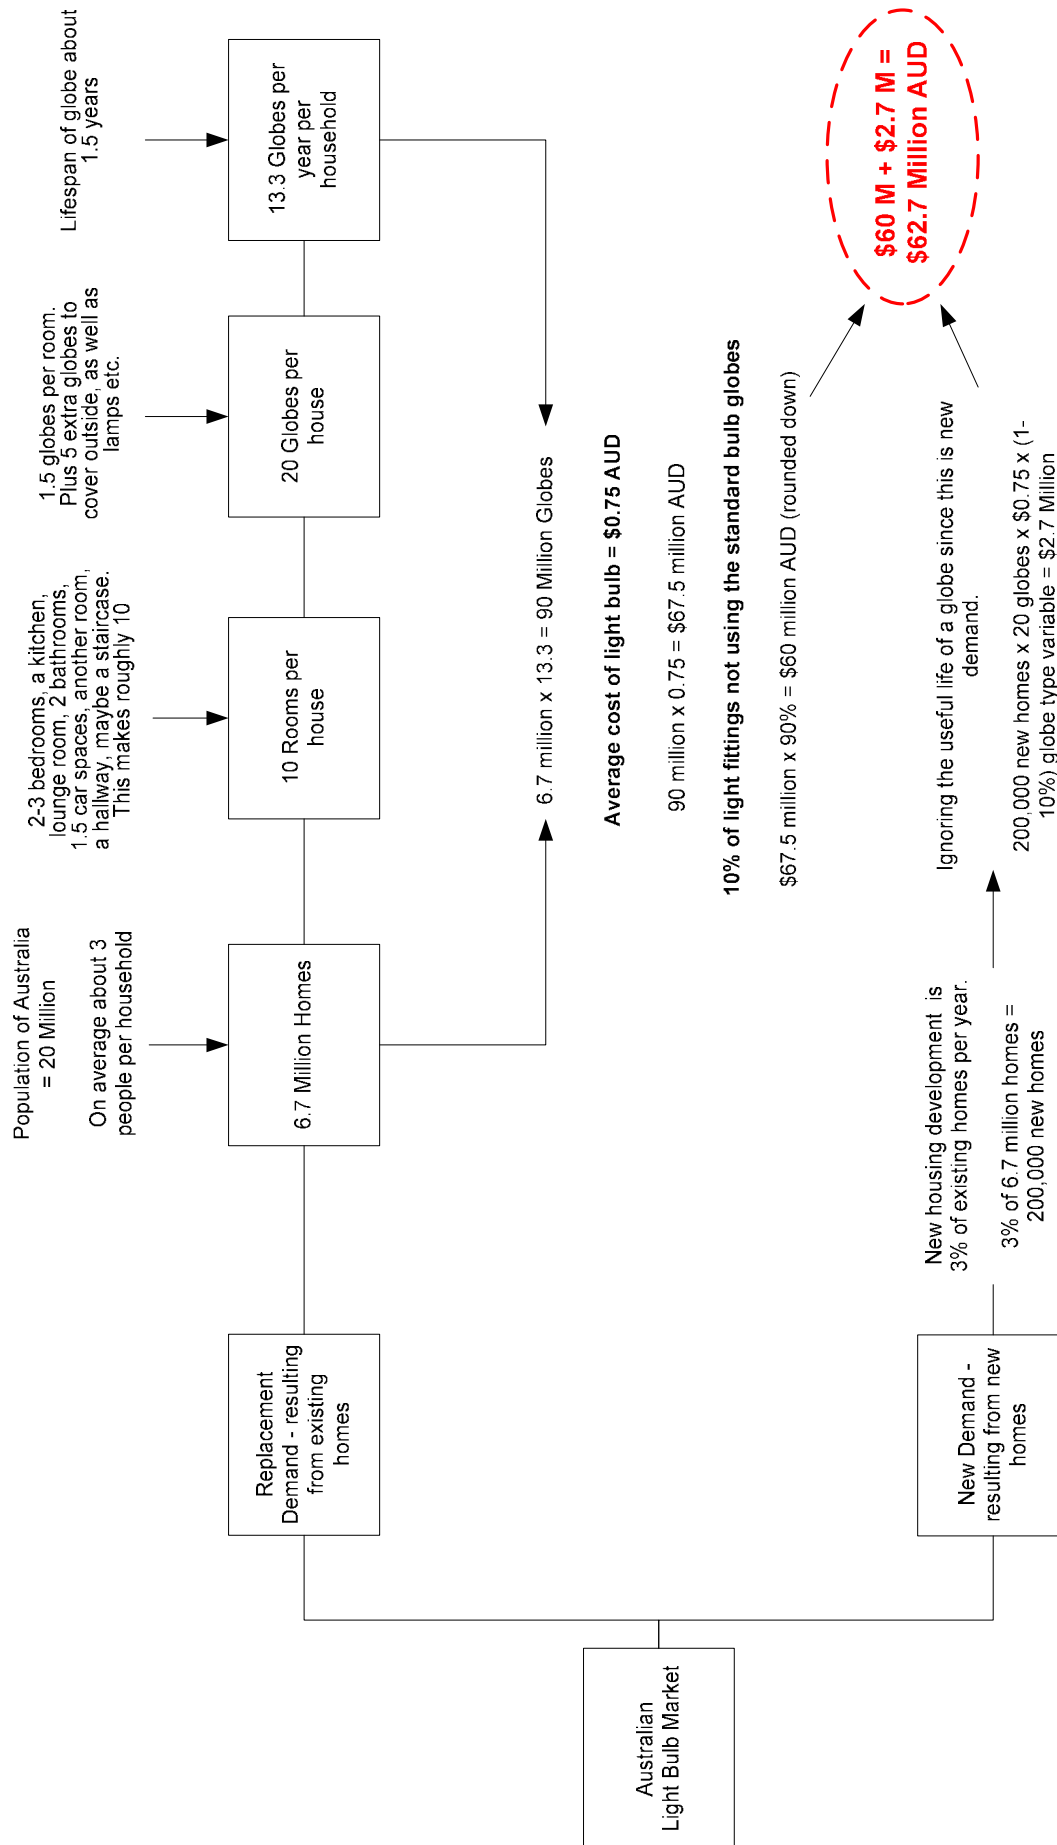 Australian
Light Bulb Market
Replacement
Demand - resulting
from existing
homes
Population of Australia
= 20 Million
On average about 3
people per household
6.7 Million Homes
2-3 bedrooms, a kitchen,
lounge room, 2 bathrooms,
1.5 car spaces, another room,
a hallway, maybe a staircase.
This makes roughly 10
10 Rooms per
house
1.5 globes per room.
Plus 5 extra globes to
cover outside, as well as
lamps etc.
20 Globes per
house
Lifespan of globe about
1.5 years
13.3 Globes per
year per
household
6.7 million x 13.3 = 90 Million Globes
Average cost of light bulb = $0.75 AUD
90 million x 0.75 = $67.5 million AUD
10% of light fittings not using the standard bulb globes
$67.5 million x 90% = $60 million AUD (rounded down)
New Demand -
resulting from new
homes
New housing development is
3% of existing homes per year.
3% of 6.7 million homes =
200,000 new homes
Ignoring the useful life of a globe since this is new
demand.
200,000 new homes x 20 globes x $0.75 x (1-
10%) globe type variable = $2.7 Million
$60 M + $2.7 M =
$62.7 Million AUD